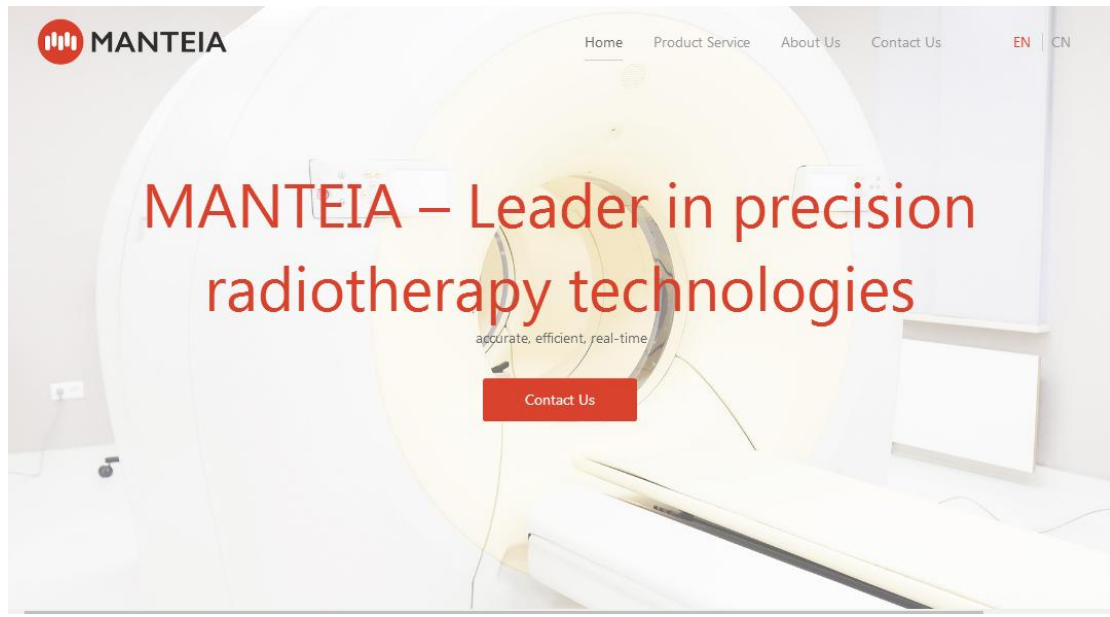 MANTEIA
Home Product Service About Us Contact Us EN CN
MANTEIA – Leader in precision
radiotherapy technologies
accurate, efficient, real-time
Contact Us